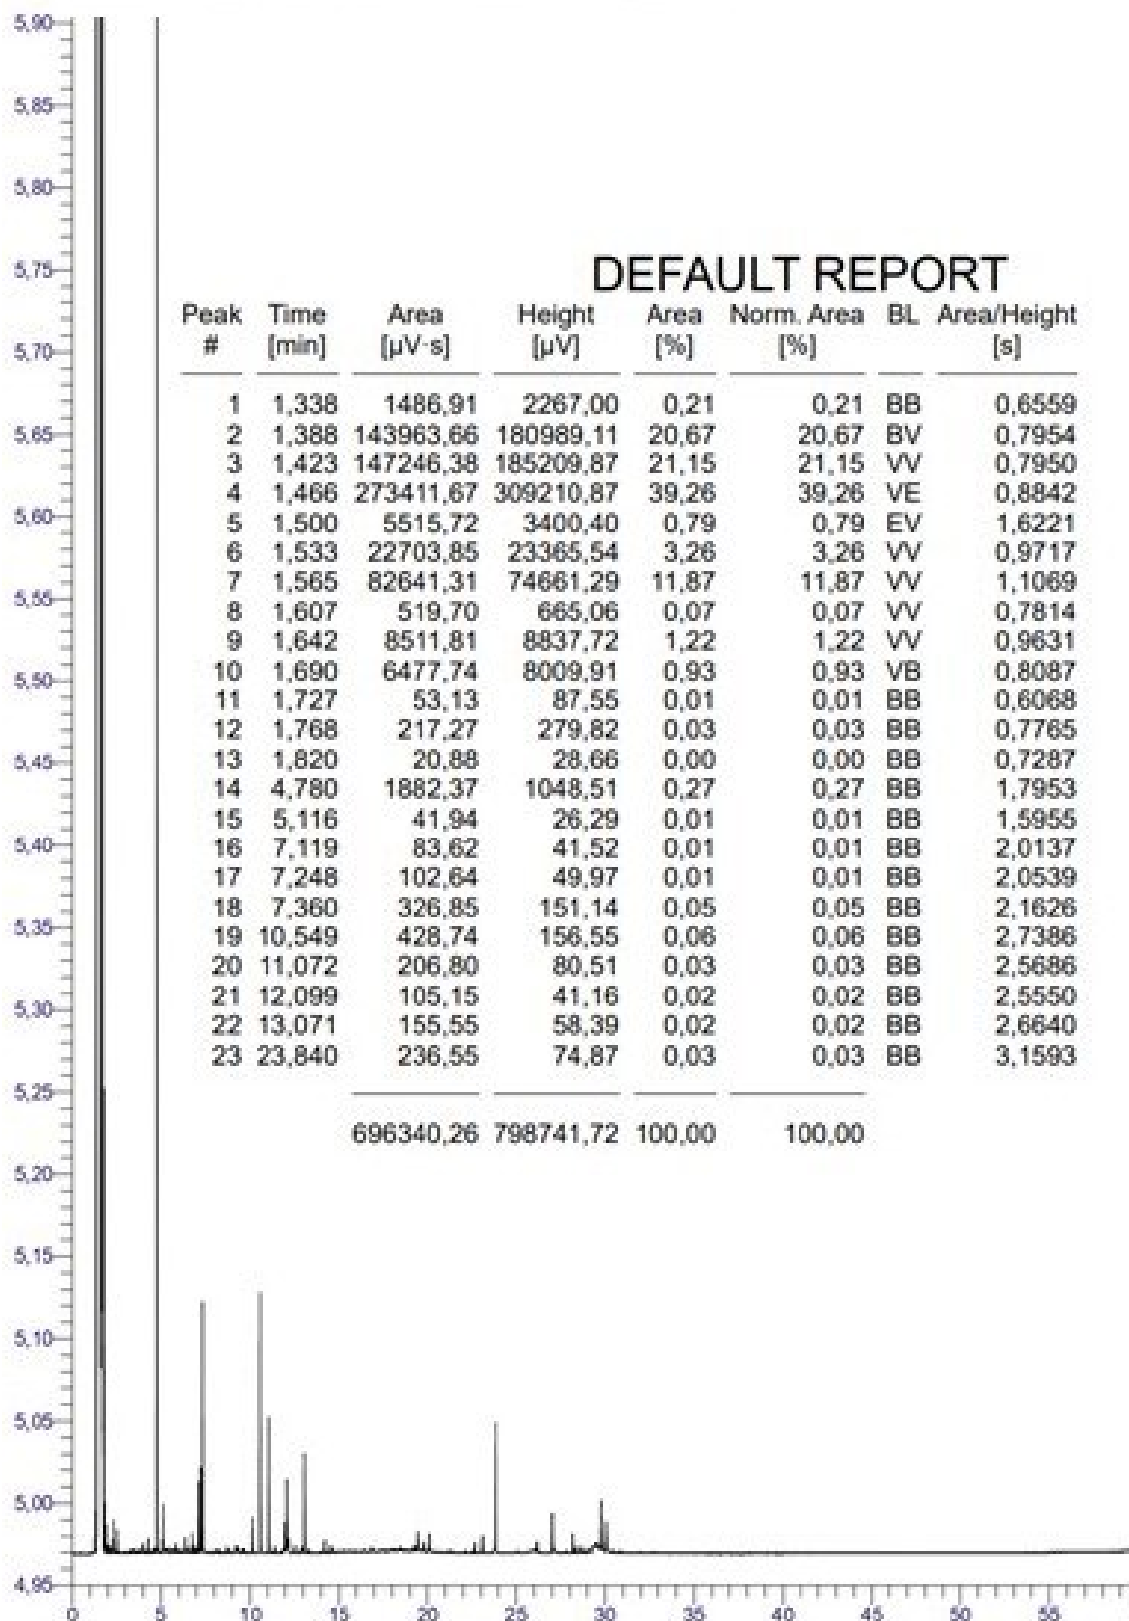 5,90
5,85
5,80
5,75
DEFAULT REPORT
Peak Time Area Height Area Norm. Area BL Area/Height
# [min] [µV·s] [µV] [%] [%] [s]
5,70
1 1,338 1486,91 2267,00 0,21 0,21 BB 0,6559
5,65
2 1,388 143963,66 180989,11 20,67 20,67 BV 0,7954
3 1,423 147246,38 185209,87 21,15 21,15 VV 0,7950
4 1,466 273411,67 309210,87 39,26 39,26 VE 0,8842
5,60
5 1,500 5515,72 3400,40 0,79 0,79 EV 1,6221
6 1,533 22703,85 23365,54 3,26 3,26 VV 0,9717
7 1,565 82641,31 74661,29 11,87 11,87 VV 1,1069
5,55
8 1,607 519,70 665,06 0,07 0,07 VV 0,7814
9 1,642 8511,81 8837,72 1,22 1,22 VV 0,9631
10 1,690 6477,74 8009,91 0,93 0,93 VB 0,8087
5,50
11 1,727 53,13 87,55 0,01 0,01 BB 0,6068
12 1,768 217,27 279,82 0,03 0,03 BB 0,7765
13 1,820 20,88 28,66 0,00 0,00 BB 0,7287
5,45
14 4,780 1882,37 1048,51 0,27 0,27 BB 1,7953
15 5,116 41,94 26,29 0,01 0,01 BB 1,5955
5,40
16 7,119 83,62 41,52 0,01 0,01 BB 2,0137
17 7,248 102,64 49,97 0,01 0,01 BB 2,0539
18 7,360 326,85 151,14 0,05 0,05 BB 2,1626
5,35
19 10,549 428,74 156,55 0,06 0,06 BB 2,7386
20 11,072 206,80 80,51 0,03 0,03 BB 2,5686
21 12,099 105,15 41,16 0,02 0,02 BB 2,5550
5,30
22 13,071 155,55 58,39 0,02 0,02 BB 2,6640
23 23,840 236,55 74,87 0,03 0,03 BB 3,1593
5,25
696340,26 798741,72 100,00 100,00
5,20
5,15
5,10
5,05
5,00
4,95
0 5 10 15 20 25 30 35 40 45 50 55